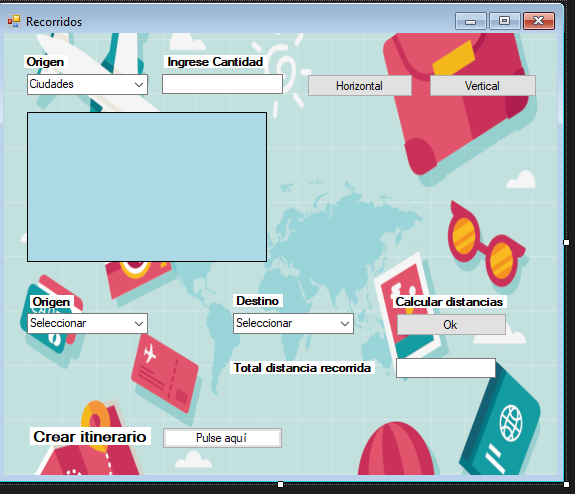 Recorridos
Origen
Ingrese Cantidad
Ciudades
Horizontal
Vertical
Origen
Destino
Calcular distancias
Seleccionar
Seleccionar
Ok
Total distancia recorrida
Crear itinerario
Pulse aquí